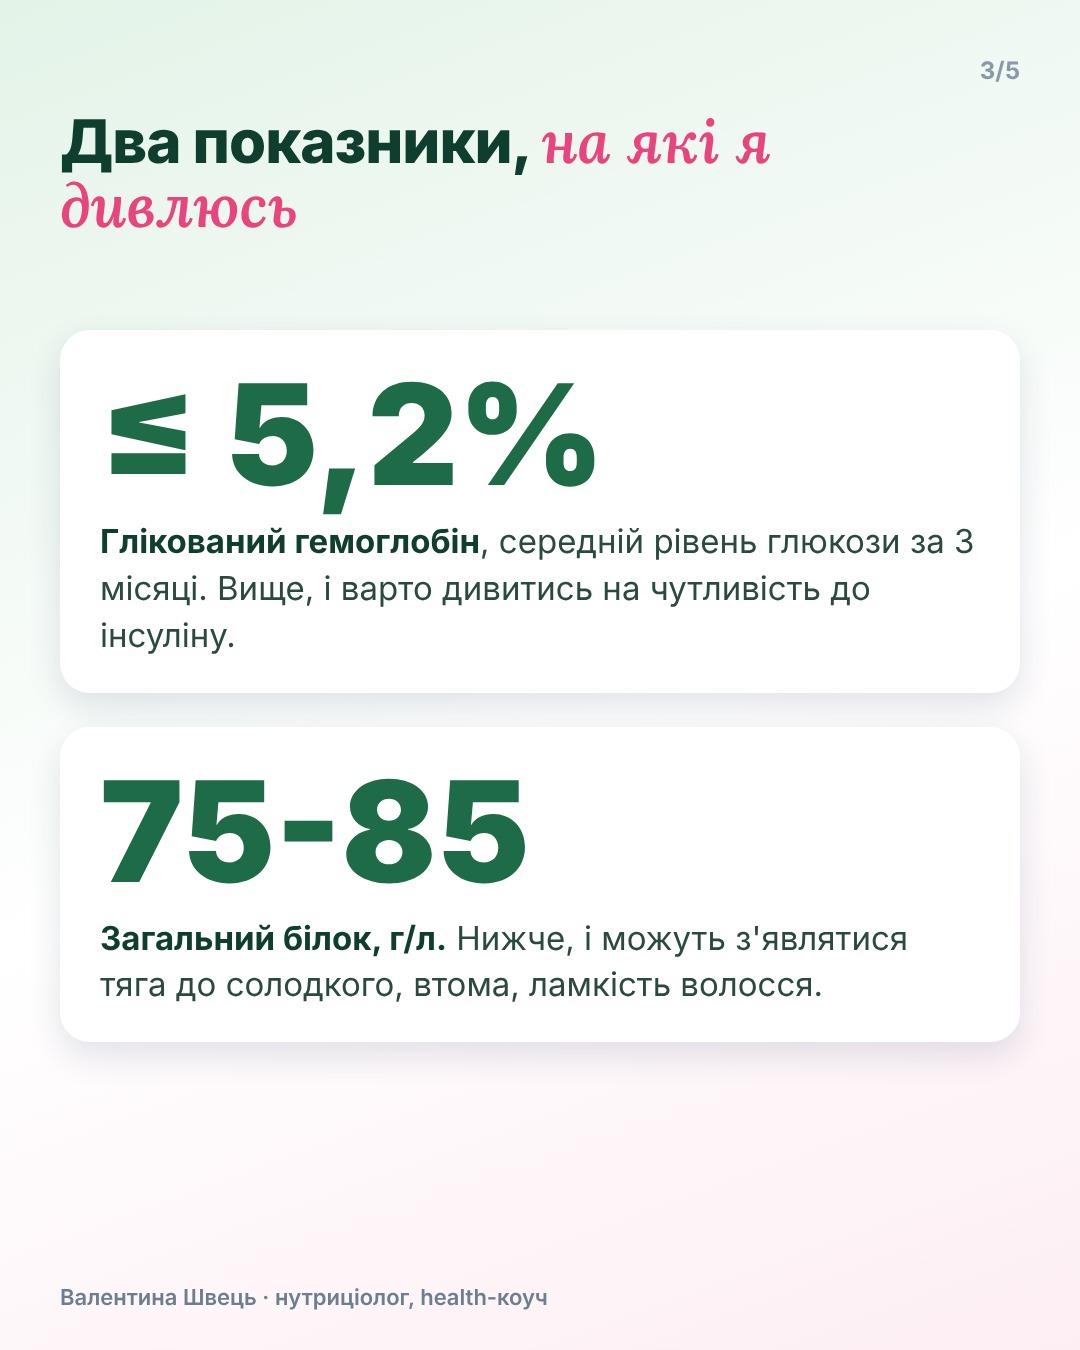 3/5
Два показники, на які я
дивлюсь
≤ 5,2%
Глікований гемоглобін, середній рівень глюкози за 3
місяці. Вище, і варто дивитись на чутливість до
інсуліну.
75-85
Загальний білок, г/л. Нижче, і можуть з'являтися
тяга до солодкого, втома, ламкість волосся.
Валентина Швець · нутриціолог, health-коуч